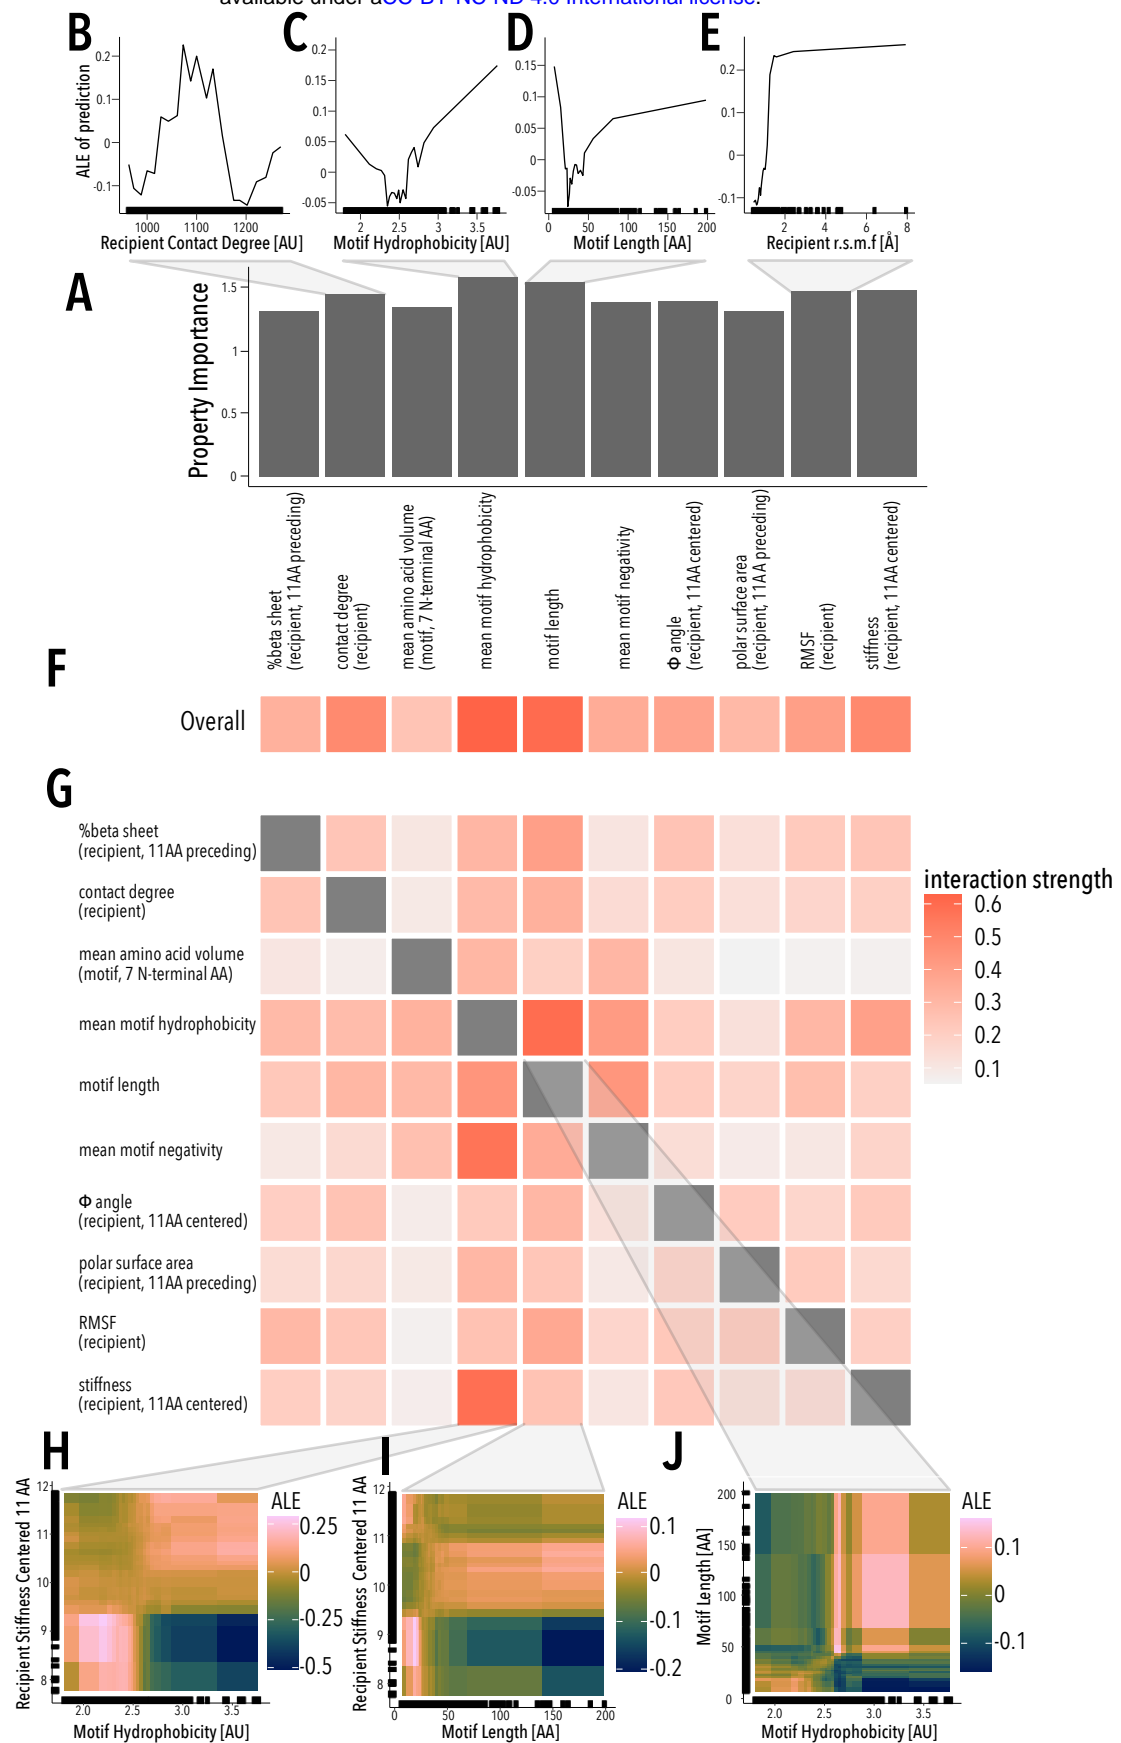 available under aCC-BY-NC-ND 4.0 International license.
B
C
D
E
ALE of prediction
0.2
0.1
0
-0.1
1000
1100
1200
Recipient Contact Degree [AU]
0.2
0.15
0.1
0.05
0
-0.05
2
2.5
3
3.5
Motif Hydrophobicity [AU]
0.15
0.1
0.05
0
-0.05
0
50
100
150
200
Motif Length [AA]
0.2
0.1
0
-0.1
2
4
6
8
Recipient r.s.m.f [Å]
A
Property Importance
1.5
1
0.5
0
%beta sheet
(recipient, 11AA preceding)
contact degree
(recipient)
mean amino acid volume
(motif, 7 N-terminal AA)
mean motif hydrophobicity
motif length
mean motif negativity
Φ angle
(recipient, 11AA centered)
polar surface area
(recipient, 11AA preceding)
RMSF
(recipient)
stiffness
(recipient, 11AA centered)
F
Overall
G
%beta sheet
(recipient, 11AA preceding)
contact degree
(recipient)
mean amino acid volume
(motif, 7 N-terminal AA)
mean motif hydrophobicity
motif length
mean motif negativity
Φ angle
(recipient, 11AA centered)
polar surface area
(recipient, 11AA preceding)
RMSF
(recipient)
stiffness
(recipient, 11AA centered)
interaction strength
0.6
0.5
0.4
0.3
0.2
0.1
H
Recipient Stiffness Centered 11 AA
12
11
10
9
8
2.0
2.5
3.0
3.5
Motif Hydrophobicity [AU]
ALE
0.25
0
-0.25
-0.5
I
Recipient Stiffness Centered 11 AA
12
11
10
9
8
0
50
100
150
200
Motif Length [AA]
ALE
0.1
0
-0.1
-0.2
J
Motif Length [AA]
200
150
100
50
0
2.0
2.5
3.0
3.5
Motif Hydrophobicity [AU]
ALE
0.1
0
-0.1